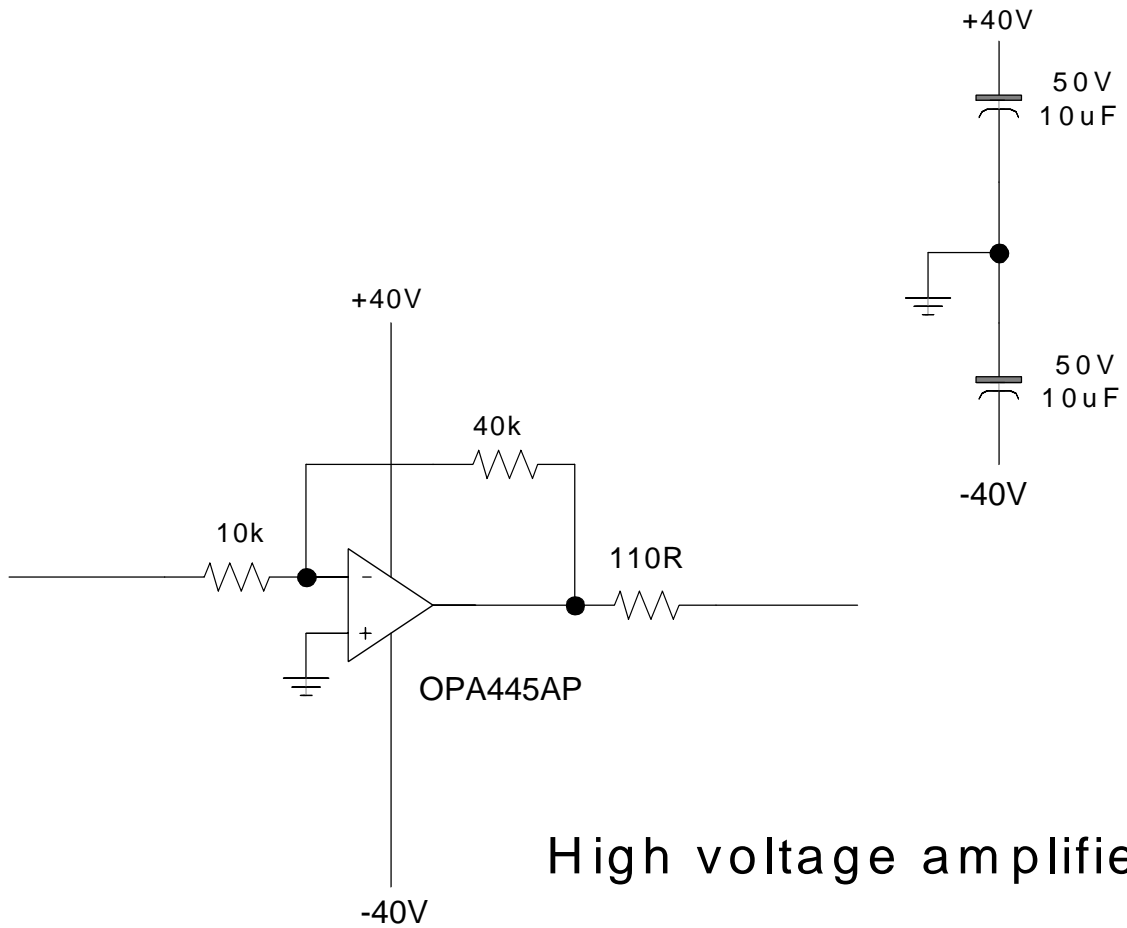 +40V
50V
10uF
+40V
50V
10uF
40k
-40V
10k
110R
-
+
OPA445AP
High voltage amplifie
-40V